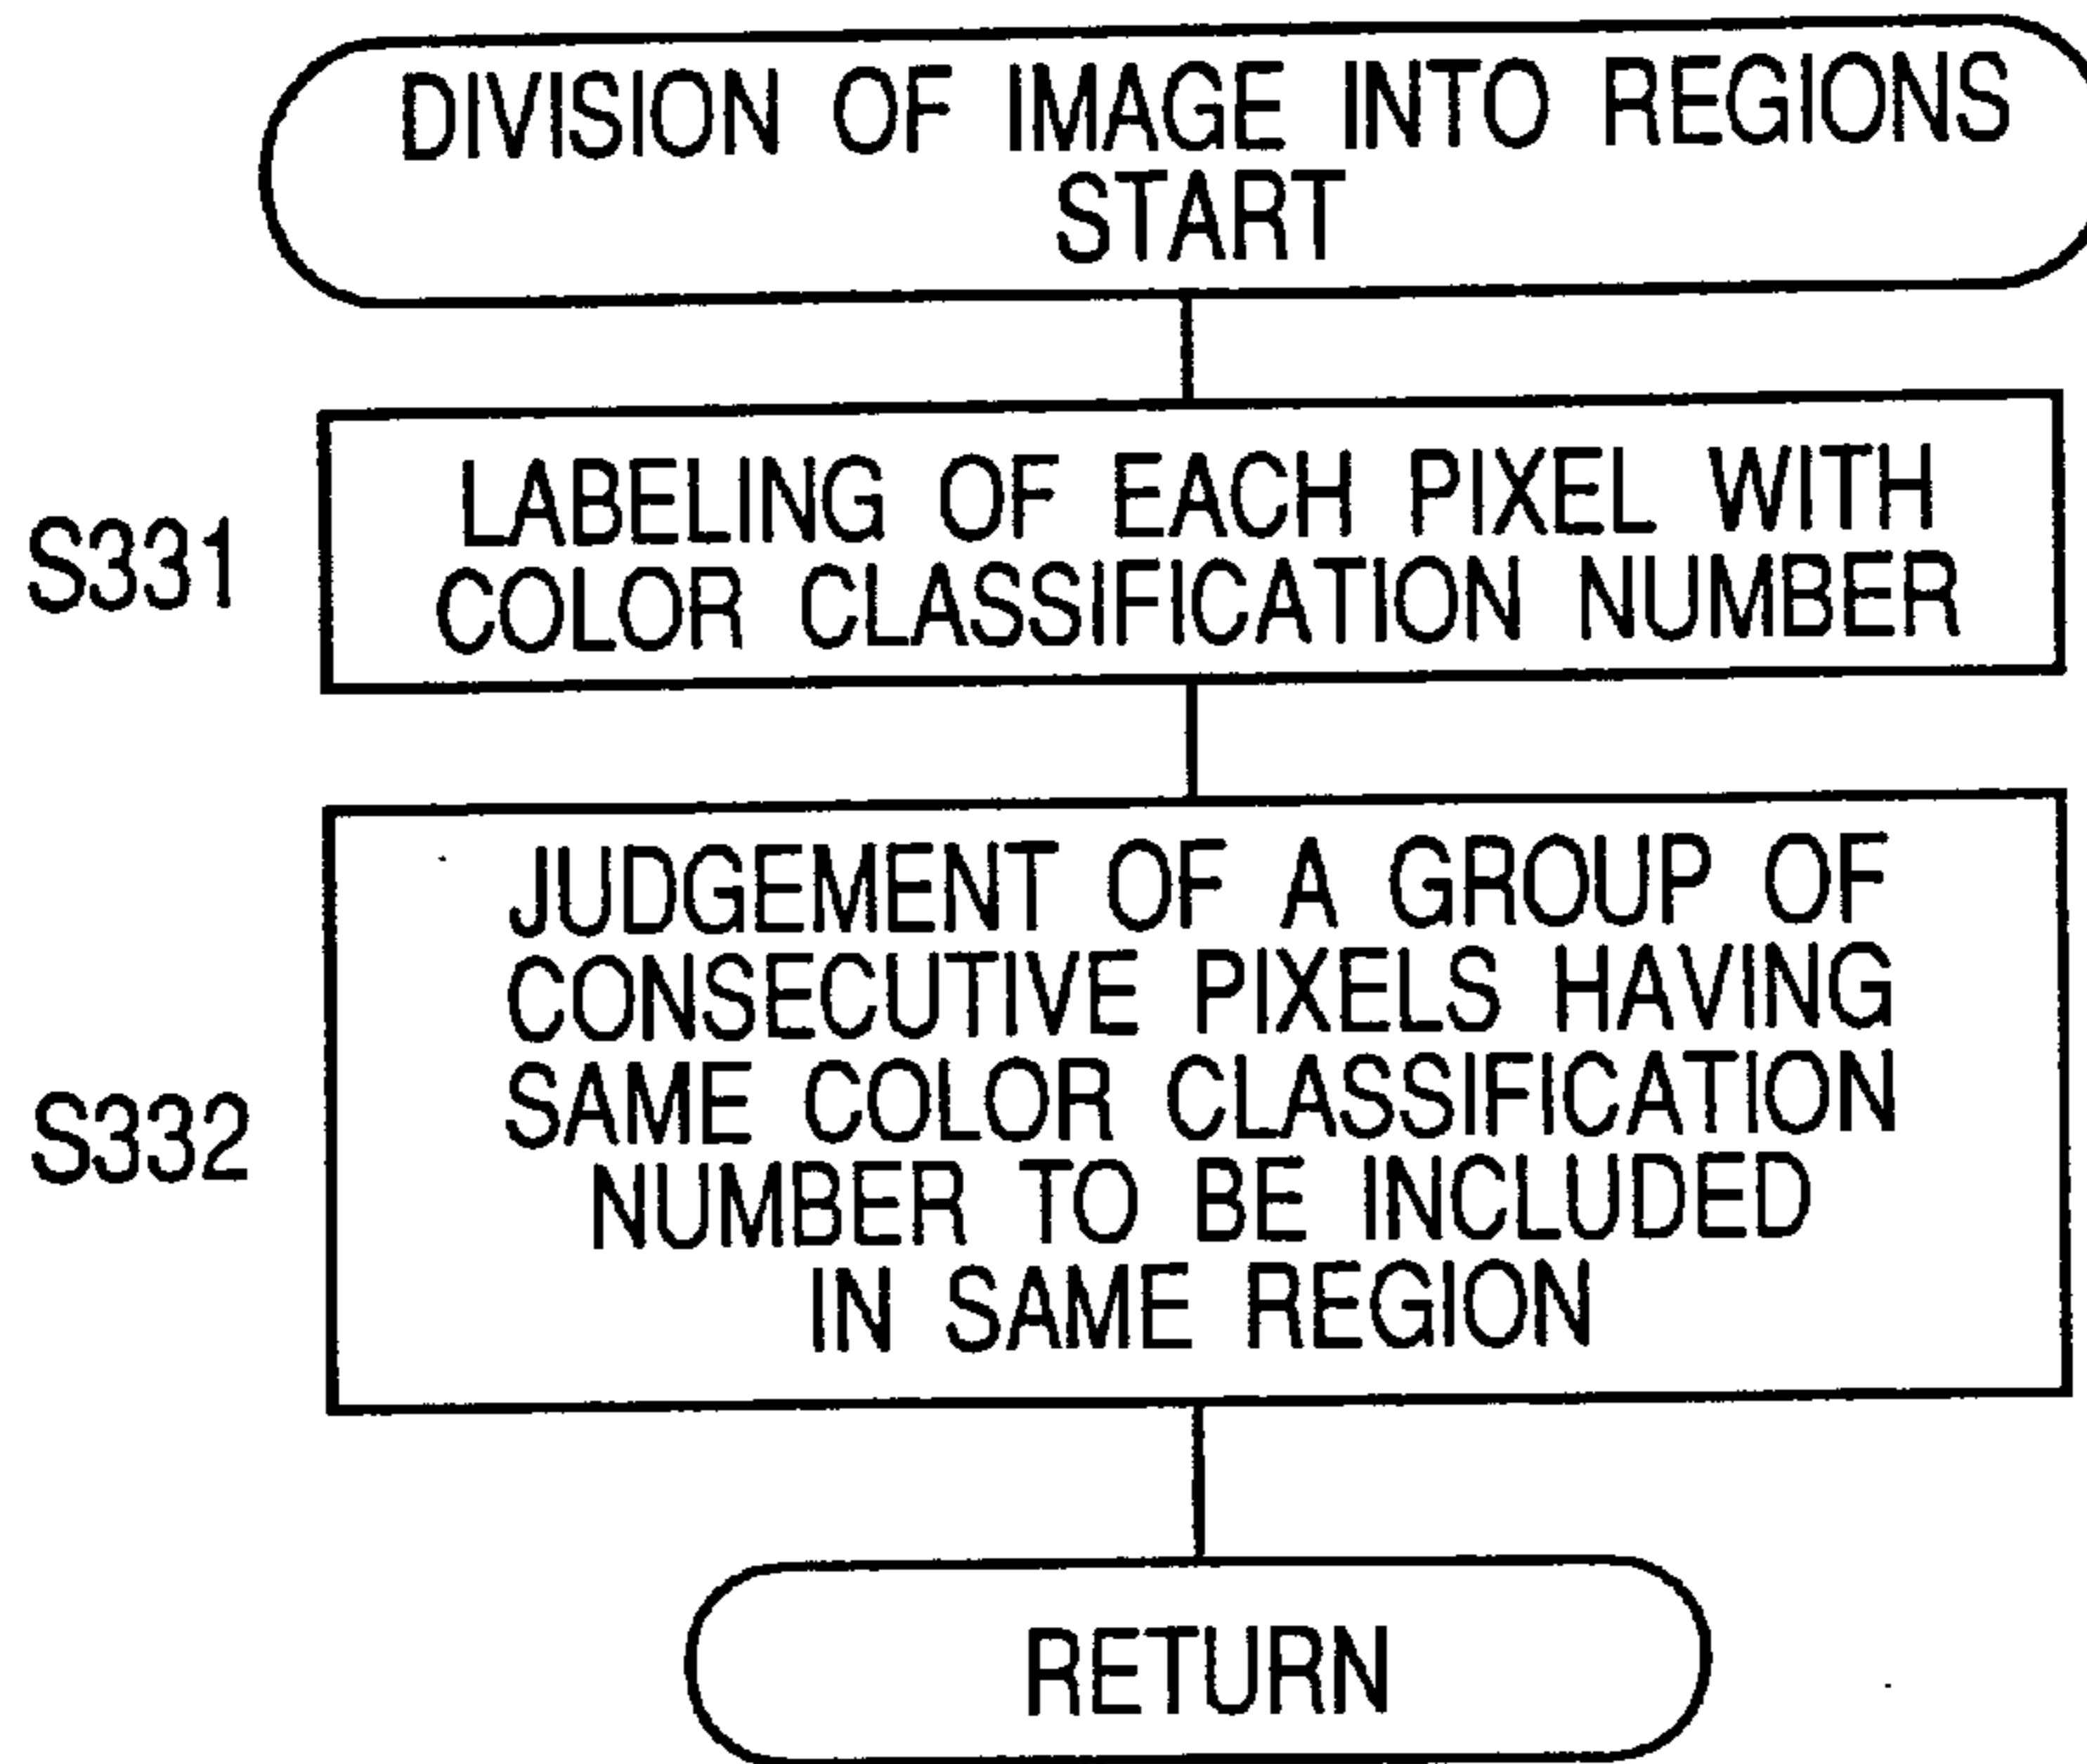 DIVISION OF IMAGE INTO REGIONS
START
S331
LABELING OF EACH PIXEL WITH
COLOR CLASSIFICATION NUMBER
S332
JUDGEMENT OF A GROUP OF
CONSECUTIVE PIXELS HAVING
SAME COLOR CLASSIFICATION
NUMBER TO BE INCLUDED
IN SAME REGION
RETURN